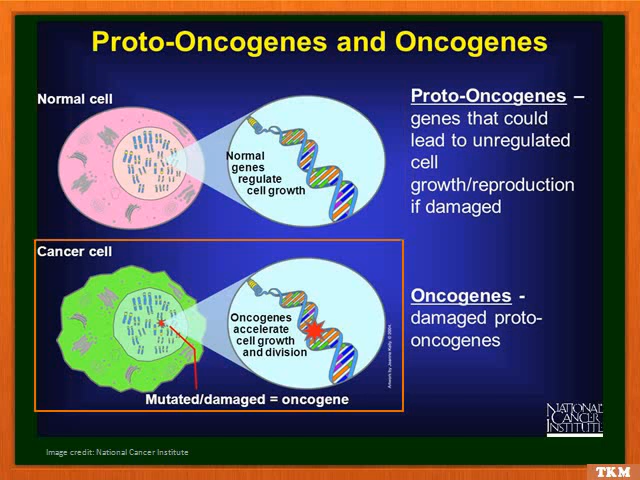 Proto-Oncogenes and Oncogenes
Normal cell
Normal
genes
regulate
cell growth
Proto-Oncogenes –
genes that could
lead to unregulated
cell
growth/reproduction
if damaged
Cancer cell
Oncogenes
accelerate
cell growth
and division
Mutated/damaged = oncogene
Oncogenes -
damaged proto-
oncogenes
NATIONAL
CANCER
INSTITUTE
Image credit: National Cancer Institute
TKM